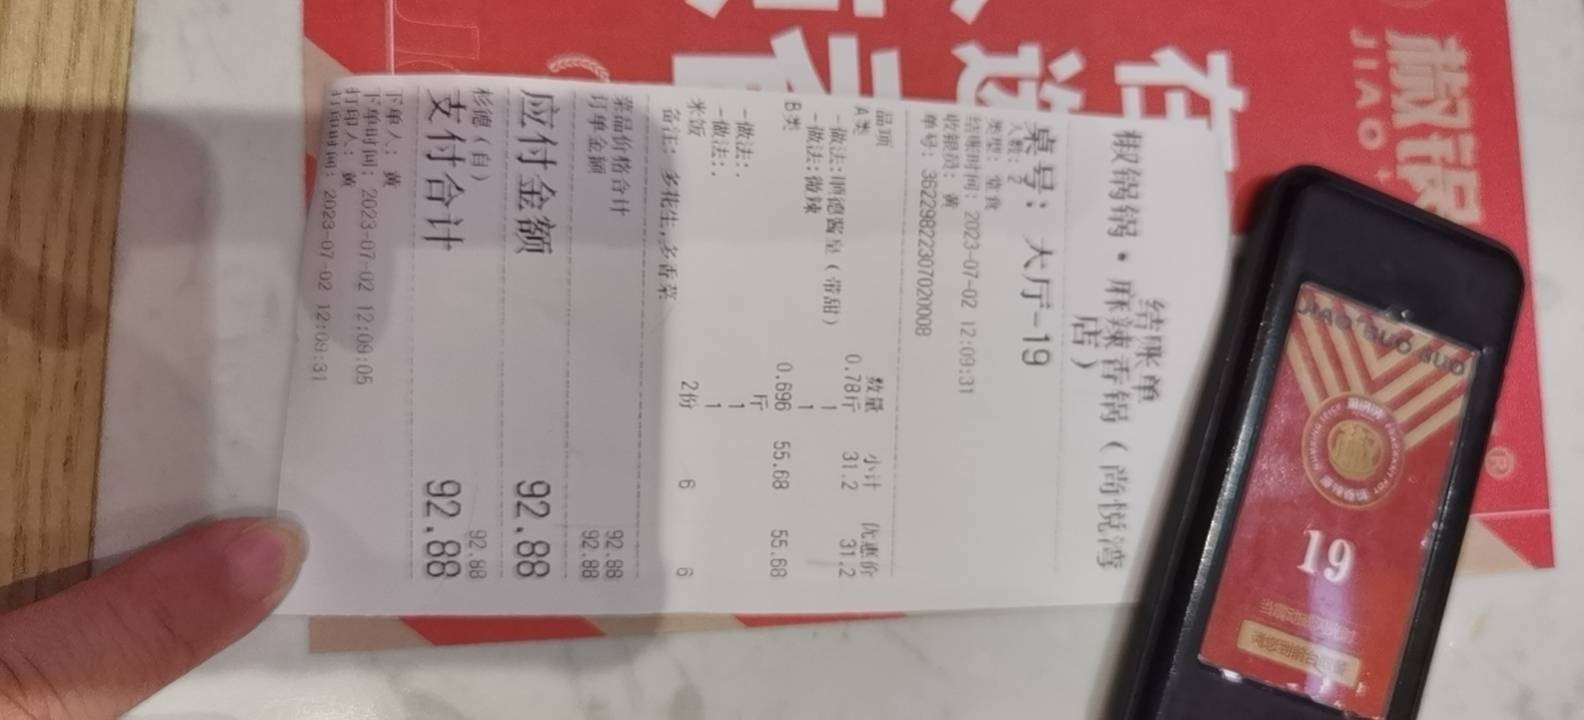 结账单
椒锅锅·麻辣香锅(尚悦湾
店)
桌号: 大厅-19
人数: 2
类型: 堂食
结账时间: 2023-07-02 12:09:31
收银员: 黄
单号: 36229822307020008
品项 数量 小计 优惠价
A类 0.78斤 31.2 31.2
-做法:顺德酱皇(带甜) 1
-做法:微辣 1
B类 0.696 55.68 55.68
斤
-做法:. 1
-做法:. 1
米饭 2份 6 6
备注: 多花生,多香菜
菜品价格合计 92.88
订单金额 92.88
应付金额 92.88
杉德(自) 92.88
支付合计 92.88
下单人: 黄
下单时间: 2023-07-02 12:09:05
打印人: 黄
打印时间: 2023-07-02 12:09:31
JIAO GUO GUO
19
在
JIAO